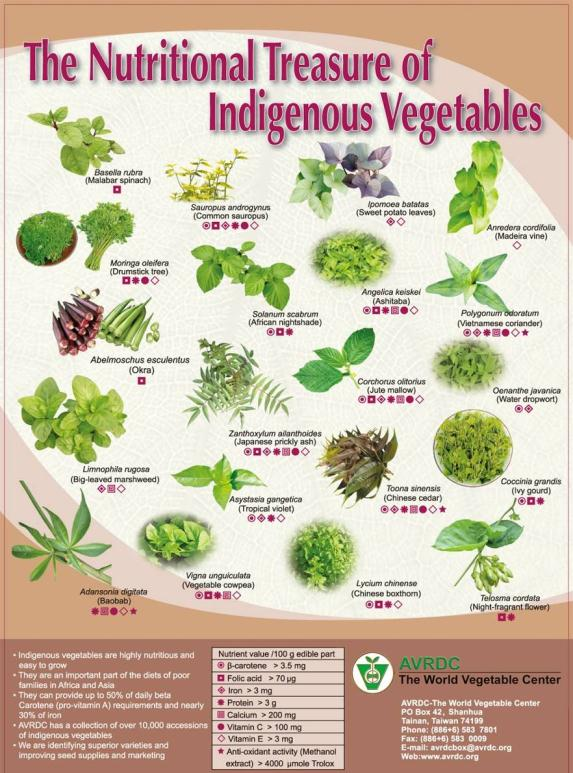 The Nutritional Treasure of
Indigenous Vegetables
Basella rubra
(Malabar spinach)
Sauropus androgynus
(Common sauropus)
Ipomoea batatas
(Sweet potato leaves)
Anredera cordifolia
(Madeira vine)
Moringa oleifera
(Drumstick tree)
Solanum scabrum
(African nightshade)
Angelica keiskei
(Ashitaba)
Polygonum odoratum
(Vietnamese coriander)
Abelmoschus esculentus
(Okra)
Corchorus olitorius
(Jute mallow)
Oenanthe javanica
(Water dropwort)
Zanthoxylum ailanthoides
(Japanese prickly ash)
Limnophila rugosa
(Big-leaved marshweed)
Asystasia gangetica
(Tropical violet)
Toona sinensis
(Chinese cedar)
Coccinia grandis
(Ivy gourd)
Adansonia digitata
(Baobab)
Vigna unguiculata
(Vegetable cowpea)
Lycium chinense
(Chinese boxthorn)
Telosma cordata
(Night-fragrant flower)
• Indigenous vegetables are highly nutritious and
easy to grow
• They are an important part of the diets of poor
families in Africa and Asia
• They can provide up to 50% of daily beta
Carotene (pro-vitamin A) requirements and nearly
30% of iron
• AVRDC has a collection of over 10,000 accessions
of indigenous vegetables
• We are identifying superior varieties and
improving seed supplies and marketing
Nutrient value /100 g edible part
β-carotene > 3.5 mg
Folic acid > 70 μg
Iron > 3 mg
Protein > 3 g
Calcium > 200 mg
Vitamin C > 100 mg
Vitamin E > 3 mg
Anti-oxidant activity (Methanol
extract) > 4000 μmole Trolox
AVRDC
The World Vegetable Center
AVRDC-The World Vegetable Center
PO Box 42, Shanhua
Tainan, Taiwan 74199
Phone: (886+6) 583 7801
Fax: (886+6) 583 0009
E-mail: avrdcbox@avrdc.org
Web:www.avrdc.org